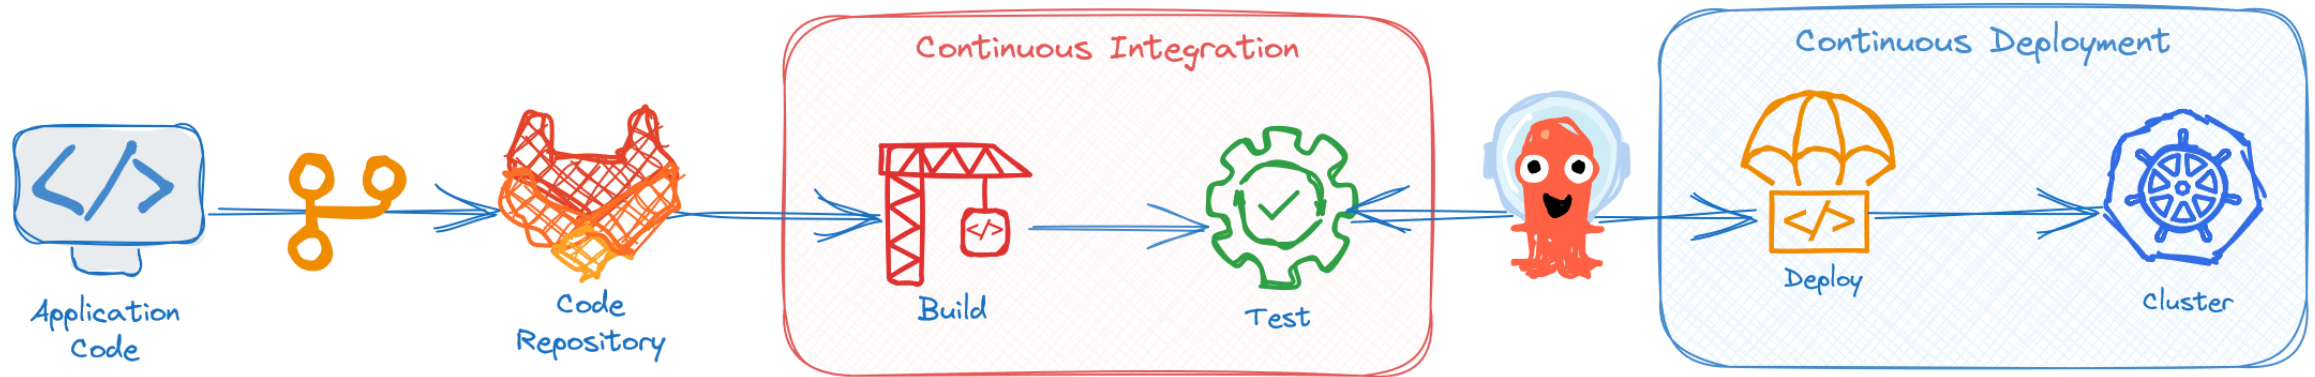 Continuous Integration
Continuous Deployment
</>
</>
</>
Application
Code
Code
Repository
Build
Test
Deploy
Cluster